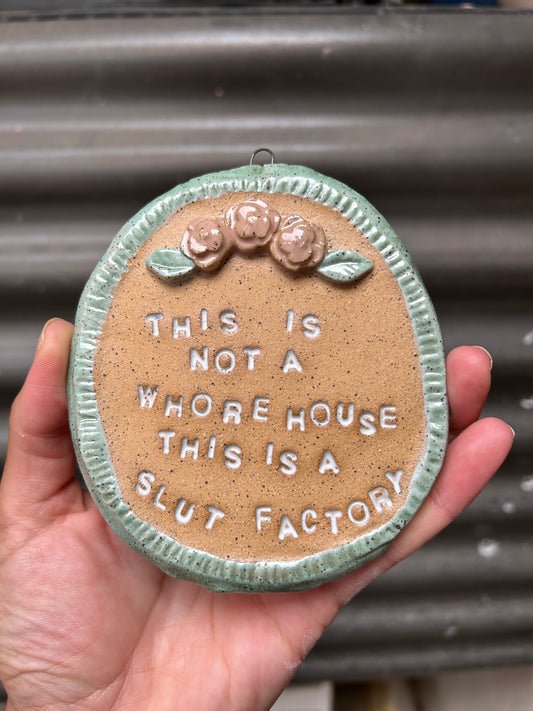 THIS IS
NOT A
WHORE HOUSE
THIS IS A
SLUT FACTORY